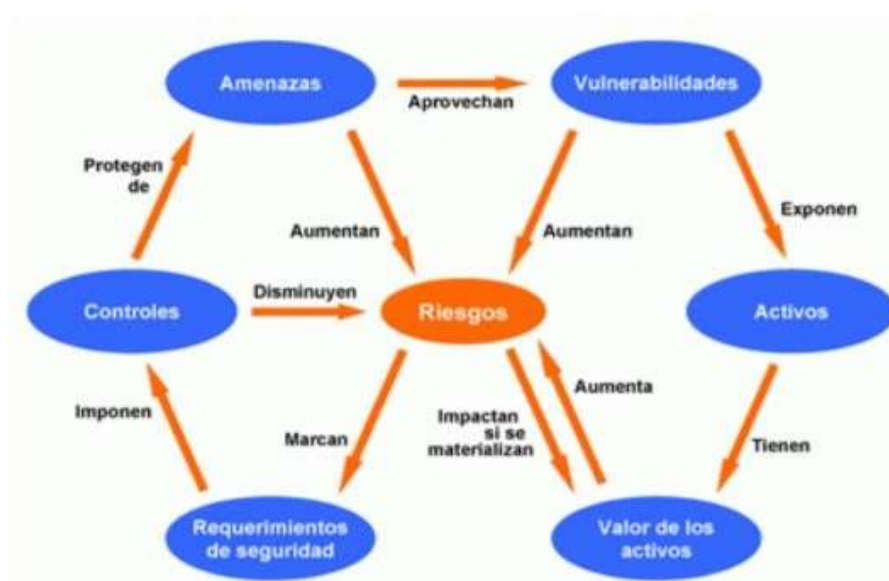 Amenazas
Aprovechan
Vulnerabilidades
Protegen
de
Aumentan
Aumentan
Exponen
Controles
Disminuyen
Riesgos
Activos
Imponen
Marcan
Impactan
si se
materializan
Aumenta
Tienen
Requerimientos
de seguridad
Valor de los
activos